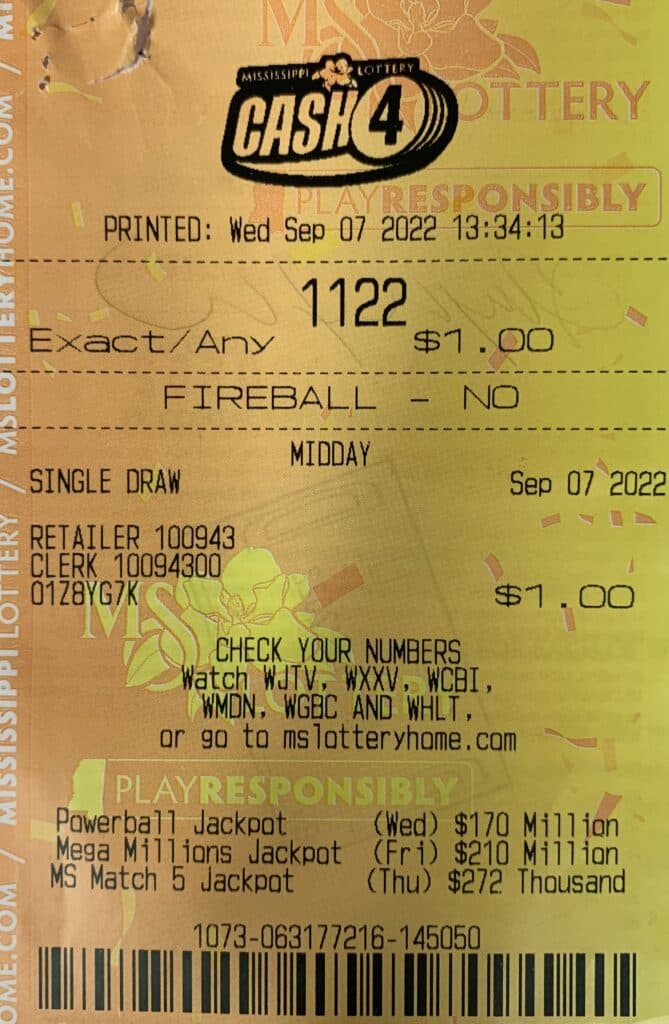 MS LOTTERY
MISSISSIPPI LOTTERY
CASH 4
PLAY RESPONSIBLY
PRINTED: Wed Sep 07 2022 13:34:13
1122
Exact/Any $1.00
FIREBALL - NO
MIDDAY
SINGLE DRAW Sep 07 2022
RETAILER 100943
CLERK 10094300
01Z8YG7K $1.00
MS
CHECK YOUR NUMBERS
Watch WJTV, WXXV, WCBI,
WMDN, WGBC AND WHLT,
or go to mslotteryhome.com
PLAY RESPONSIBLY
Powerball Jackpot (Wed) $170 Million
Mega Millions Jackpot (Fri) $210 Million
MS Match 5 Jackpot (Thu) $272 Thousand
1073-063177216-145050
OME.COM / MISSISSIPPI LOTTERY / MSLOTTERYHOME.COM / MI